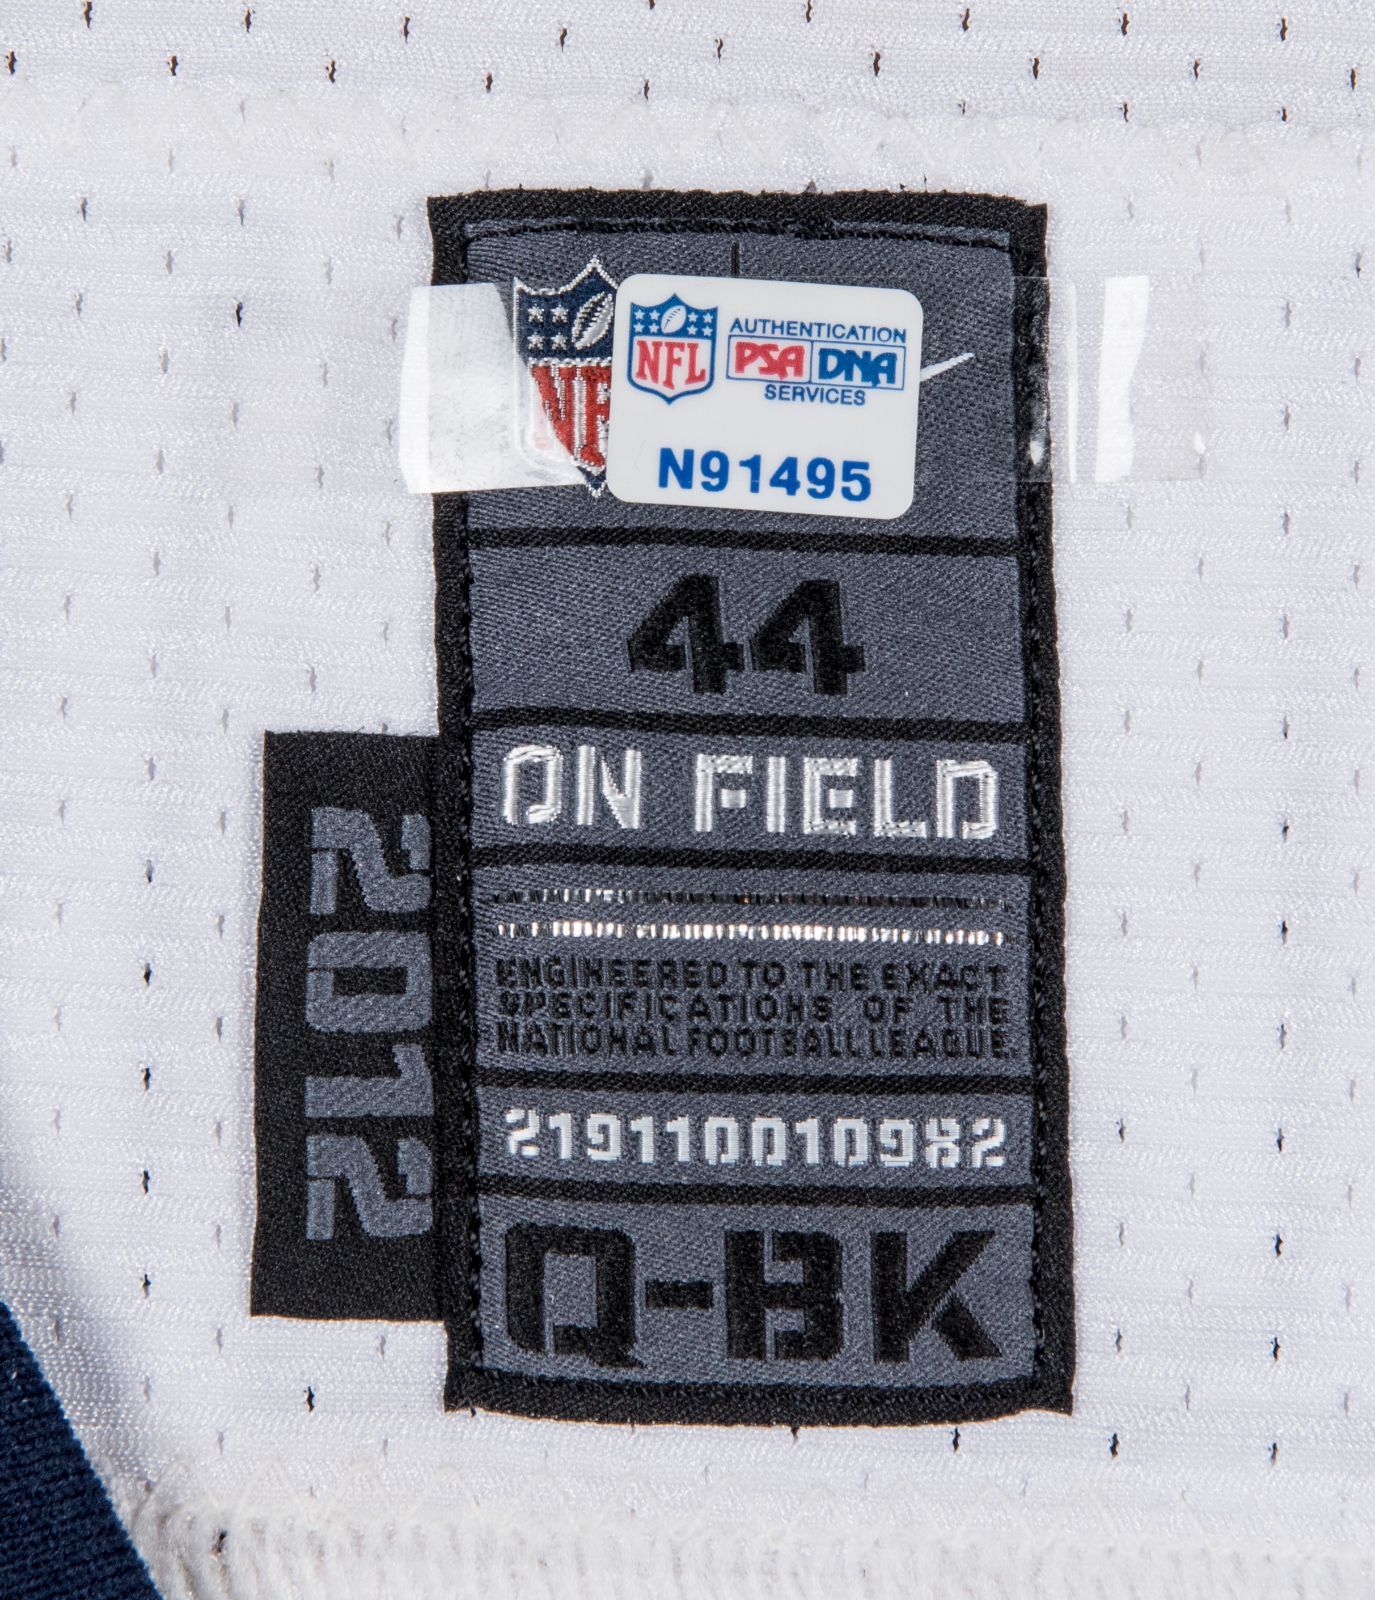 NFL
AUTHENTICATION
PSA DNA
SERVICES
N91495
44
ON FIELD
ENGINEERED TO THE EXACT
SPECIFICATIONS OF THE
NATIONAL FOOTBALL LEAGUE.
219110010982
Q-BK
2012